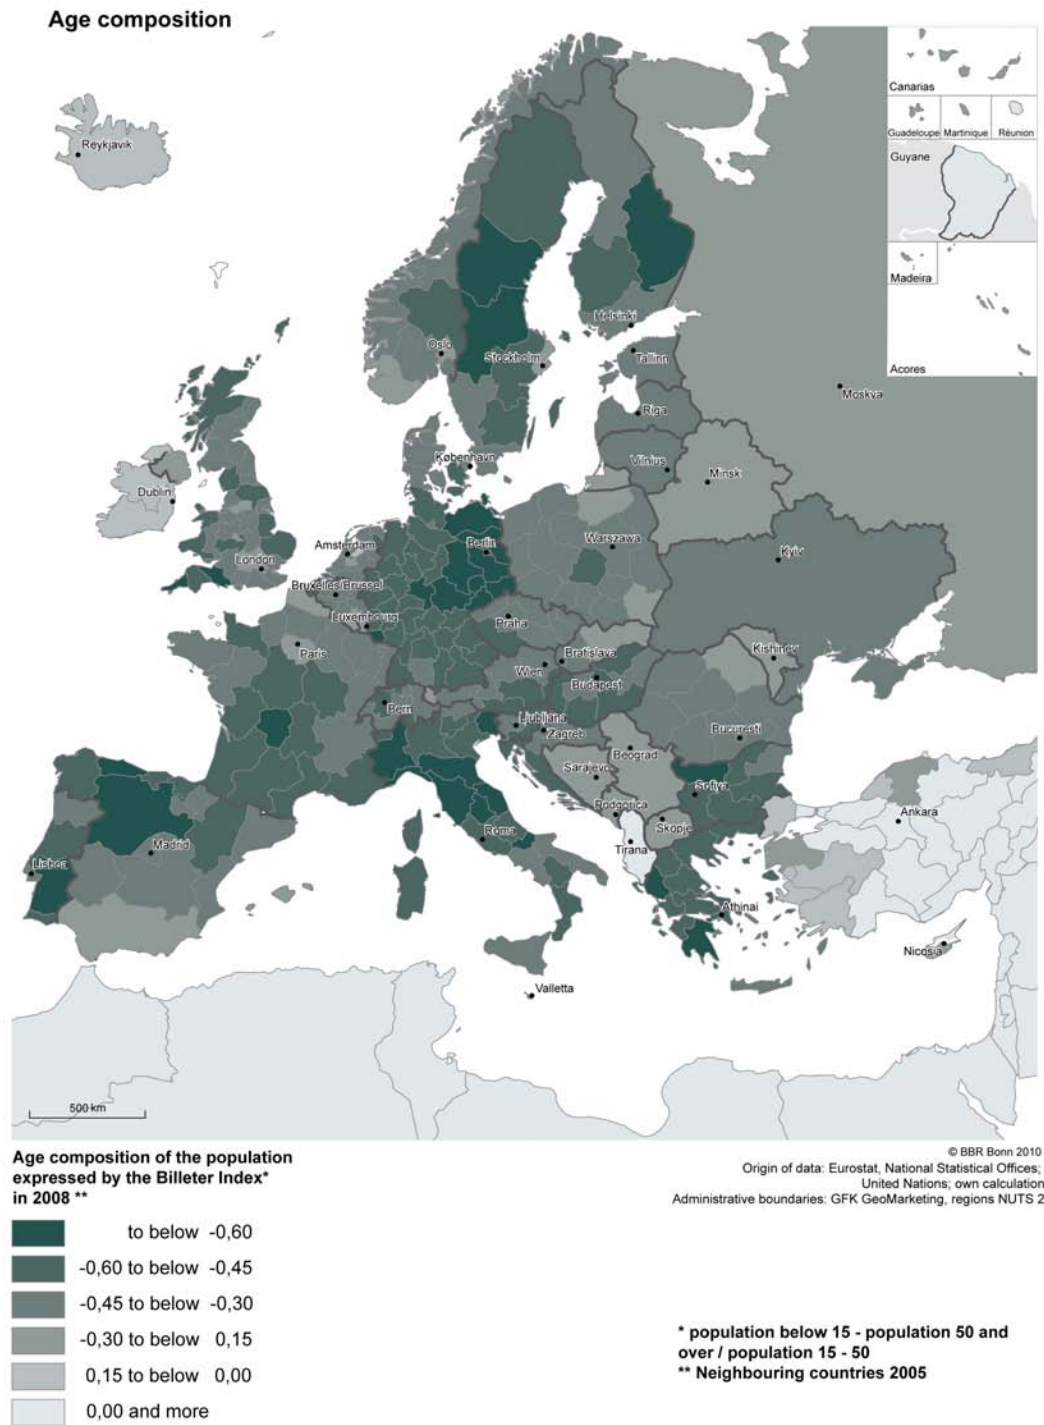 Age composition
Canarias
Guadeloupe Martinique Réunion
Guyane
Madeira
Acores
Reykjavik
Helsinki
Oslo
Stockholm
Tallinn
Moskva
Riga
København
Vilnius
Minsk
Dublin
Amsterdam
Berlin
Warszawa
London
Kyiv
Bruxelles/Brussel
Luxembourg
Praha
Paris
Bratislava
Kishinev
Wien
Budapest
Bern
Ljubljana
Zagreb
Bucuresti
Beograd
Sarajevo
Sofiya
Podgorica
Ankara
Skopje
Roma
Madrid
Tirana
Lisboa
Athinai
Nicosia
Valletta
500 km
© BBR Bonn 2010
Origin of data: Eurostat, National Statistical Offices;
United Nations; own calculation
Administrative boundaries: GFK GeoMarketing, regions NUTS 2
Age composition of the population
expressed by the Billeter Index*
in 2008 **
to below -0,60
-0,60 to below -0,45
-0,45 to below -0,30
-0,30 to below 0,15
0,15 to below 0,00
0,00 and more
* population below 15 - population 50 and
over / population 15 - 50
** Neighbouring countries 2005